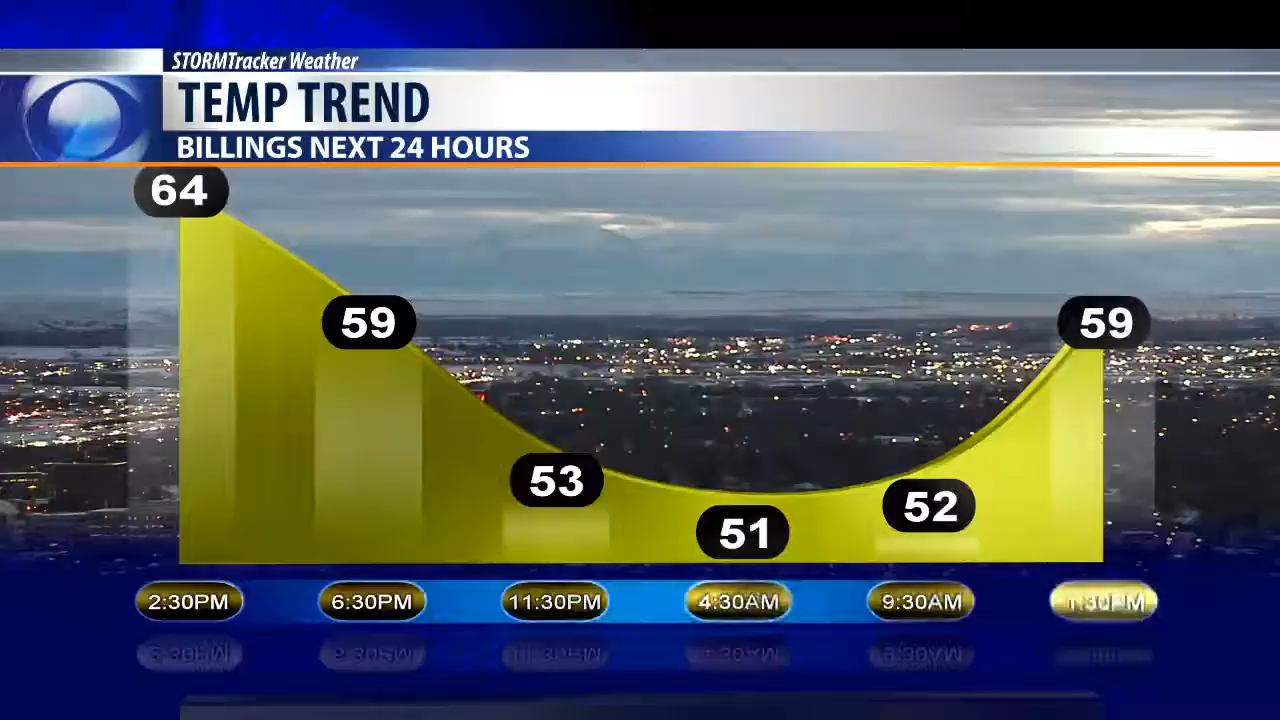 STORMTracker Weather
TEMP TREND
BILLINGS NEXT 24 HOURS
64
59
53
51
52
59
2:30PM 6:30PM 11:30PM 4:30AM 9:30AM